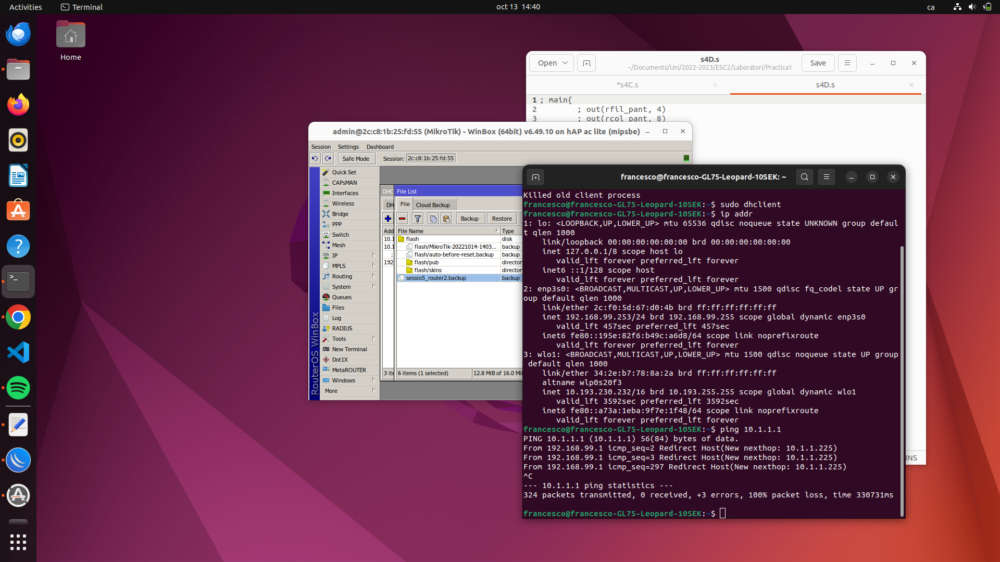 Activities
Terminal
oct 13 14:40
ca
Home
Open
s4D.s
~/Documents/Uni/2022-2023/ESC2/Laboratori/Practica1
Save
*s4C.s
s4D.s
1 ; main{
2 ; out(rfil_pant, 4)
3 ; out(rcol_pant, 8)
INS
admin@2c:c8:1b:25:fd:55 (MikroTik) - WinBox (64bit) v6.49.10 on hAP ac lite (mipsbe)
Session Settings Dashboard
Safe Mode Session: 2c:c8:1b:25:fd:55
RouterOS WinBox
Quick Set
CAPsMAN
Interfaces
Wireless
Bridge
PPP
Switch
Mesh
IP
MPLS
Routing
System
Queues
Files
Log
RADIUS
Tools
New Terminal
Dot1X
MetaROUTER
Windows
More
DHC
DH
Add
10.1
10.1
;
192
3 ite
File List
File Cloud Backup
Backup Restore
File Name Type
flash disk
flash/MikroTik-20221014-1403... backup
flash/auto-before-reset.backup backup
flash/pub directory
flash/skins directory
sessio5_router2.backup backup
6 items (1 selected) 12.8 MiB of 16.0 MiB
francesco@francesco-GL75-Leopard-10SEK: ~
Killed old client process
francesco@francesco-GL75-Leopard-10SEK:~$ sudo dhclient
francesco@francesco-GL75-Leopard-10SEK:~$ ip addr
1: lo: <LOOPBACK,UP,LOWER_UP> mtu 65536 qdisc noqueue state UNKNOWN group defaul
t qlen 1000
link/loopback 00:00:00:00:00:00 brd 00:00:00:00:00:00
inet 127.0.0.1/8 scope host lo
valid_lft forever preferred_lft forever
inet6 ::1/128 scope host
valid_lft forever preferred_lft forever
2: enp3s0: <BROADCAST,MULTICAST,UP,LOWER_UP> mtu 1500 qdisc fq_codel state UP gr
oup default qlen 1000
link/ether 2c:f0:5d:67:d0:4b brd ff:ff:ff:ff:ff:ff
inet 192.168.99.253/24 brd 192.168.99.255 scope global dynamic enp3s0
valid_lft 457sec preferred_lft 457sec
inet6 fe80::195e:82f6:b49c:a6d8/64 scope link noprefixroute
valid_lft forever preferred_lft forever
3: wlo1: <BROADCAST,MULTICAST,UP,LOWER_UP> mtu 1500 qdisc noqueue state UP group
default qlen 1000
link/ether 34:2e:b7:78:8a:2a brd ff:ff:ff:ff:ff:ff
altname wlp0s20f3
inet 10.193.230.232/16 brd 10.193.255.255 scope global dynamic wlo1
valid_lft 3592sec preferred_lft 3592sec
inet6 fe80::a73a:1eba:9f7e:1f48/64 scope link noprefixroute
valid_lft forever preferred_lft forever
francesco@francesco-GL75-Leopard-10SEK:~$ ping 10.1.1.1
PING 10.1.1.1 (10.1.1.1) 56(84) bytes of data.
From 192.168.99.1 icmp_seq=2 Redirect Host(New nexthop: 10.1.1.225)
From 192.168.99.1 icmp_seq=3 Redirect Host(New nexthop: 10.1.1.225)
From 192.168.99.1 icmp_seq=297 Redirect Host(New nexthop: 10.1.1.225)
^C
--- 10.1.1.1 ping statistics ---
324 packets transmitted, 0 received, +3 errors, 100% packet loss, time 330731ms
francesco@francesco-GL75-Leopard-10SEK:~$